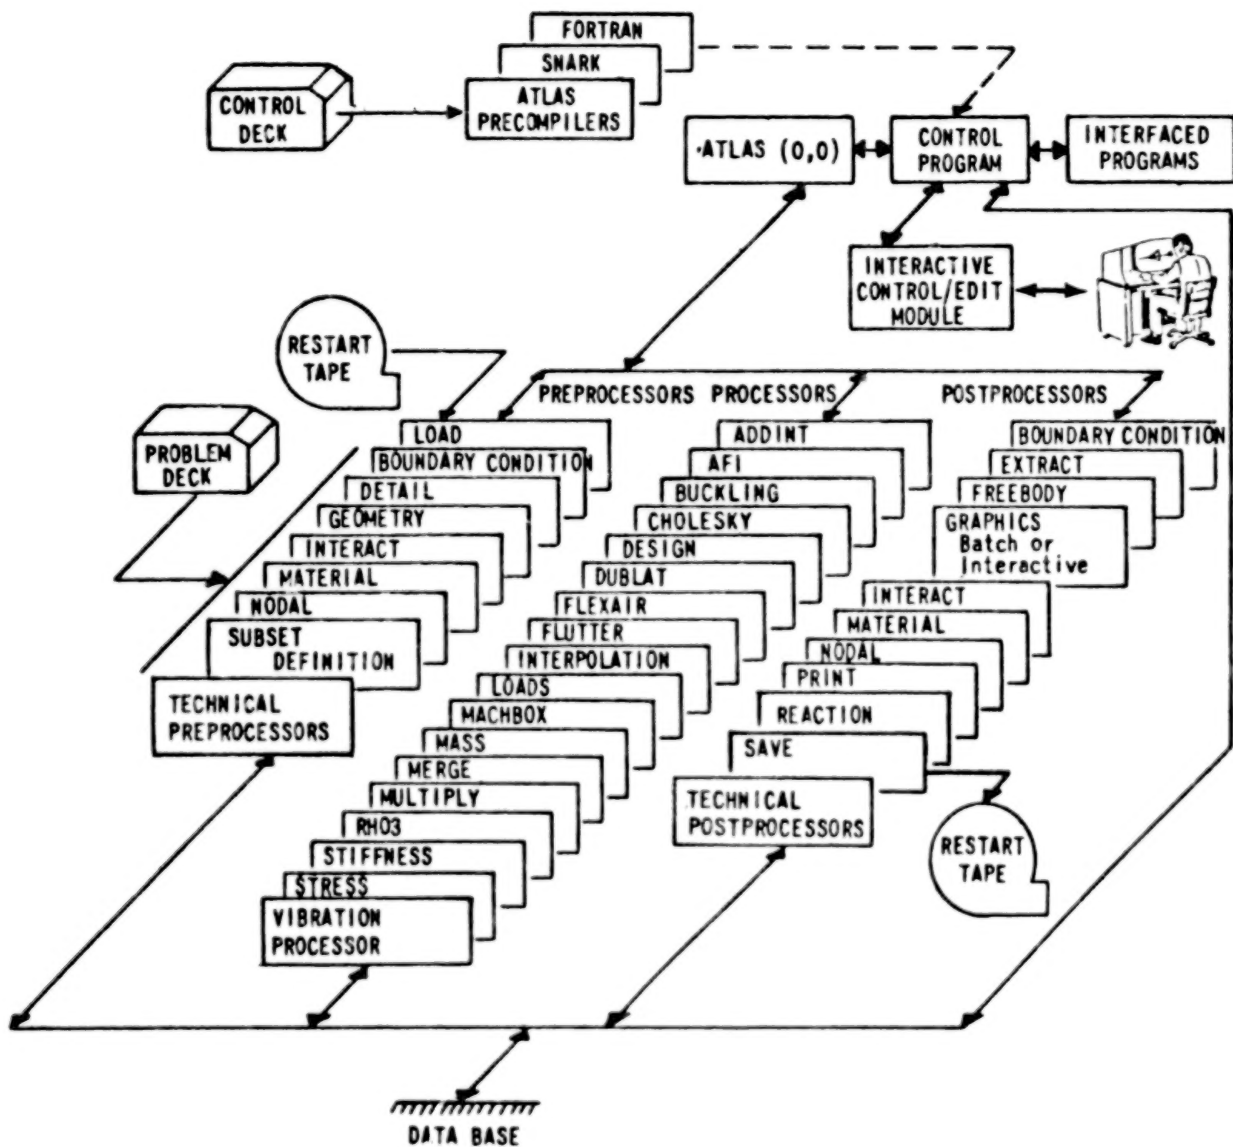 FORTRAN
SNARK
ATLAS
PRECOMPILERS
CONTROL
DECK
ATLAS (0,0)
CONTROL
PROGRAM
INTERFACED
PROGRAMS
INTERACTIVE
CONTROL/EDIT
MODULE
RESTART
TAPE
PROBLEM
DECK
PREPROCESSORS
LOAD
BOUNDARY CONDITION
DETAIL
GEOMETRY
INTERACT
MATERIAL
NODAL
SUBSET
DEFINITION
TECHNICAL
PREPROCESSORS
PROCESSORS
ADDINT
AFI
BUCKLING
CHOLESKY
DESIGN
DUBLAT
FLEXAIR
FLUTTER
INTERPOLATION
LOADS
MACHBOX
MASS
MERGE
MULTIPLY
RHO3
STIFFNESS
STRESS
VIBRATION
PROCESSOR
POSTPROCESSORS
BOUNDARY CONDITION
EXTRACT
FREEBODY
GRAPHICS
Batch or
Interactive
INTERACT
MATERIAL
NODAL
PRINT
REACTION
SAVE
TECHNICAL
POSTPROCESSORS
RESTART
TAPE
DATA BASE